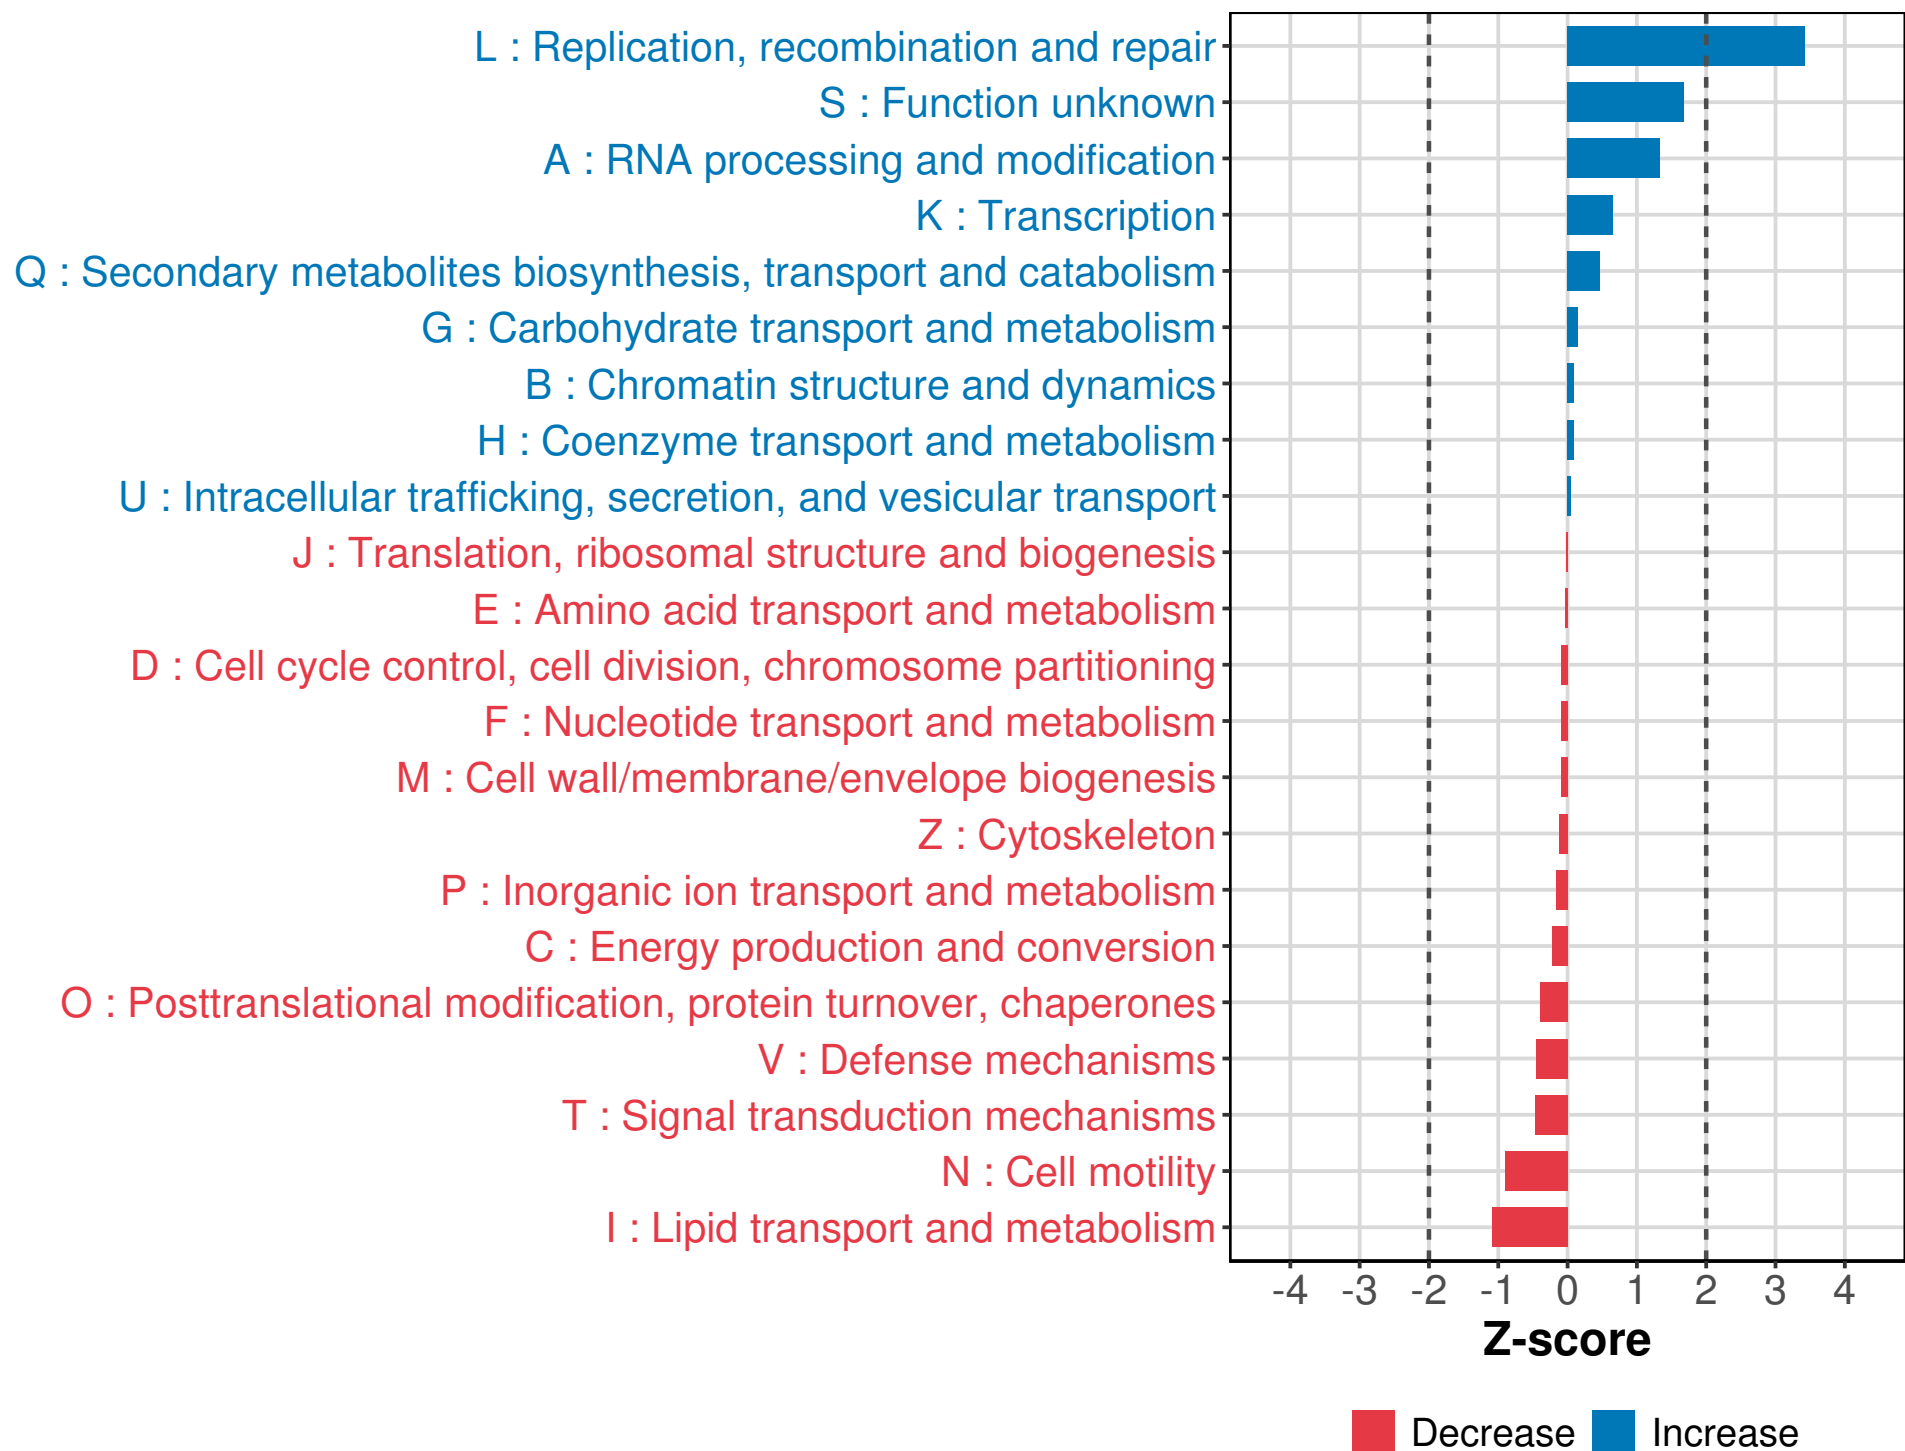 L : Replication, recombination and repair
S : Function unknown
A : RNA processing and modification
K : Transcription
Q : Secondary metabolites biosynthesis, transport and catabolism
G : Carbohydrate transport and metabolism
B : Chromatin structure and dynamics
H : Coenzyme transport and metabolism
U : Intracellular trafficking, secretion, and vesicular transport
J : Translation, ribosomal structure and biogenesis
E : Amino acid transport and metabolism
D : Cell cycle control, cell division, chromosome partitioning
F : Nucleotide transport and metabolism
M : Cell wall/membrane/envelope biogenesis
Z : Cytoskeleton
P : Inorganic ion transport and metabolism
C : Energy production and conversion
O : Posttranslational modification, protein turnover, chaperones
V : Defense mechanisms
T : Signal transduction mechanisms
N : Cell motility
I : Lipid transport and metabolism
-4 -3 -2 -1 0 1 2 3 4
Z-score
Decrease Increase